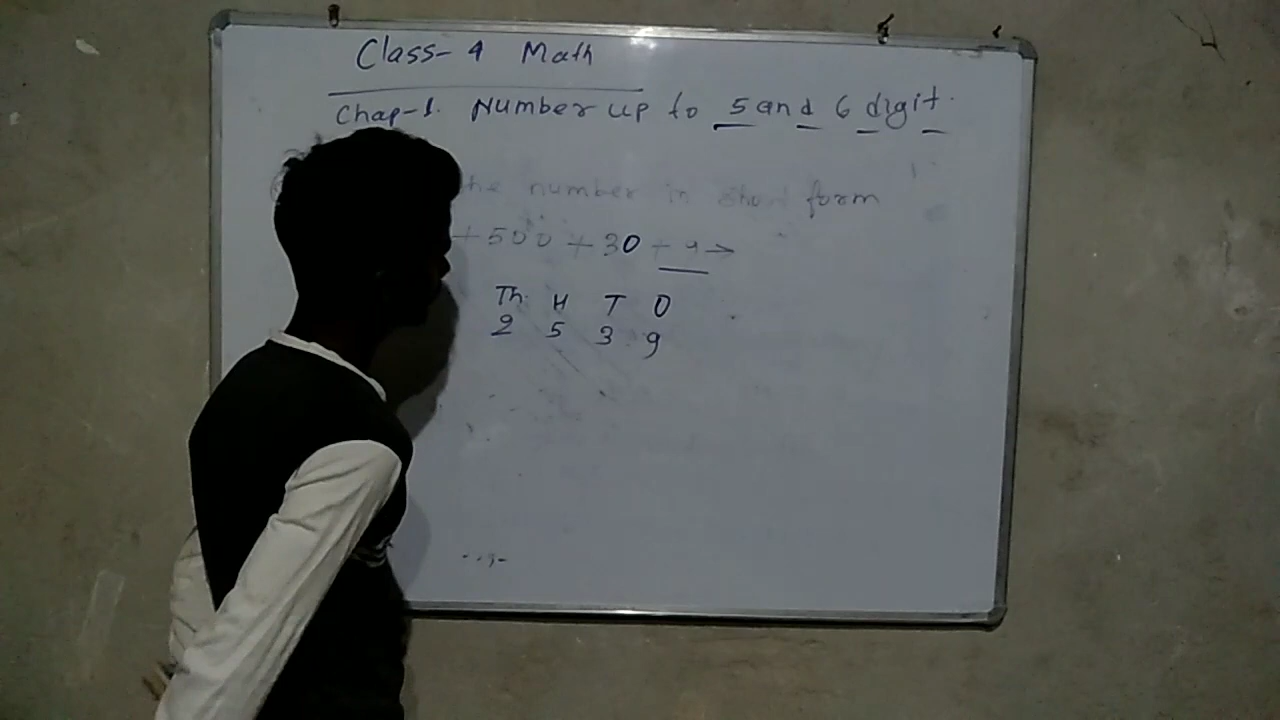 Class- 4 Math
Chap-1. Number up to 5 and 6 digit.
the number in short form
+500 +30 + 9 →
Th H T O
2 5 3 9